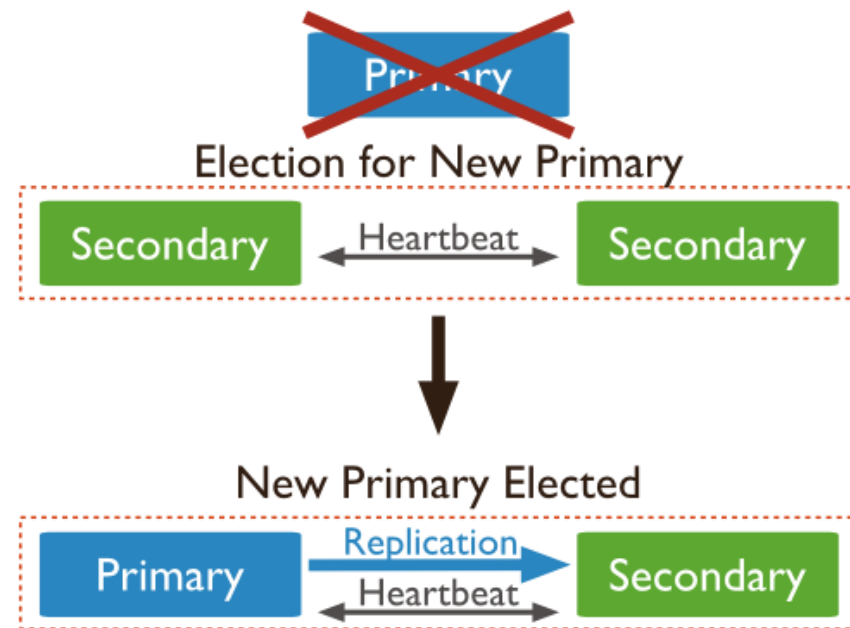 Primary
Election for New Primary
Secondary
Heartbeat
Secondary
New Primary Elected
Primary
Replication
Heartbeat
Secondary